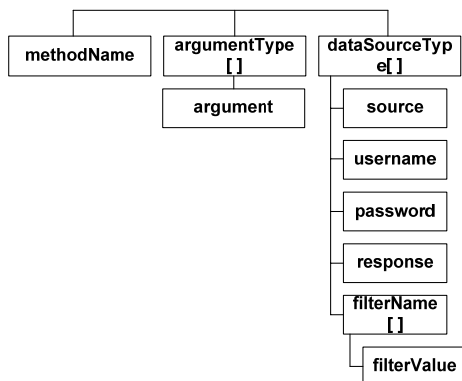 methodName
argumentType
[ ]
dataSourceTyp
e[ ]
argument
source
username
password
response
filterName
[ ]
filterValue